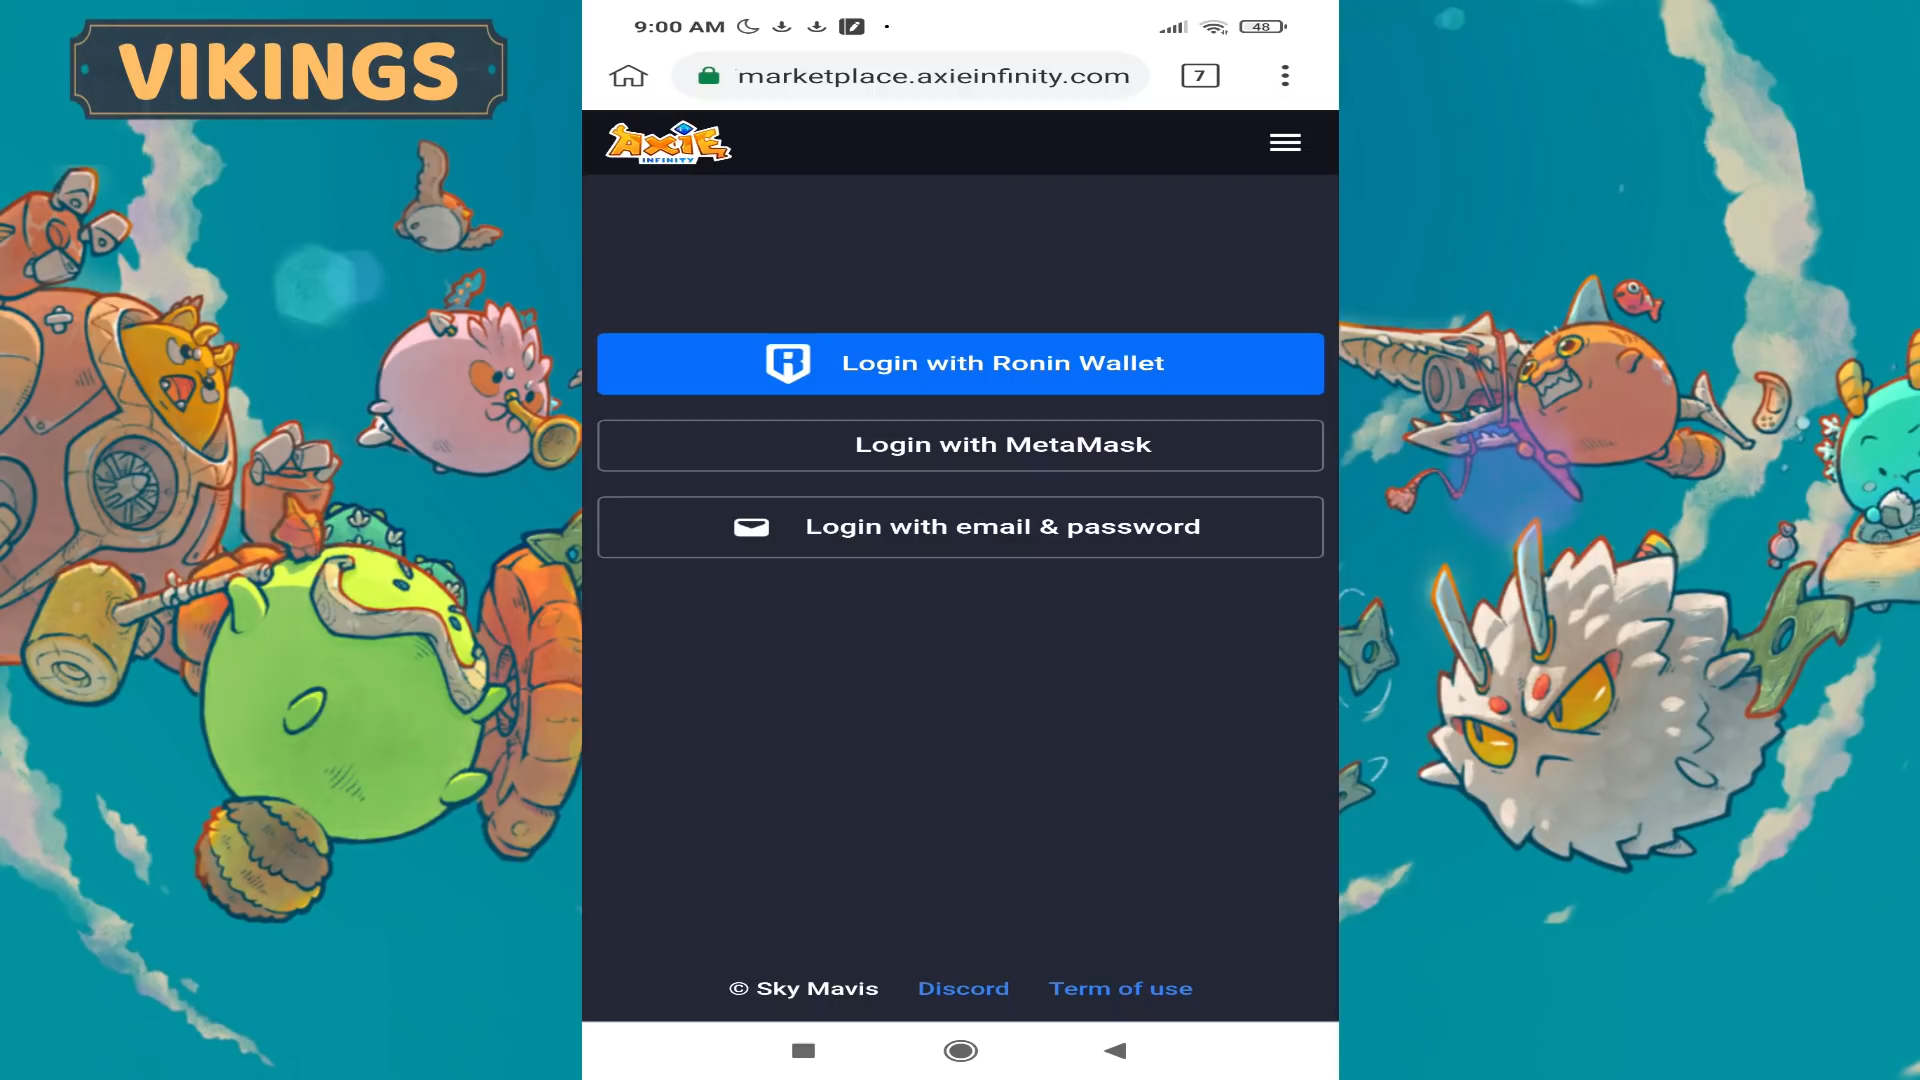 VIKINGS
9:00 AM
48
marketplace.axieinfinity.com
7
AXIE
INFINITY
Login with Ronin Wallet
Login with MetaMask
Login with email & password
© Sky Mavis Discord Term of use